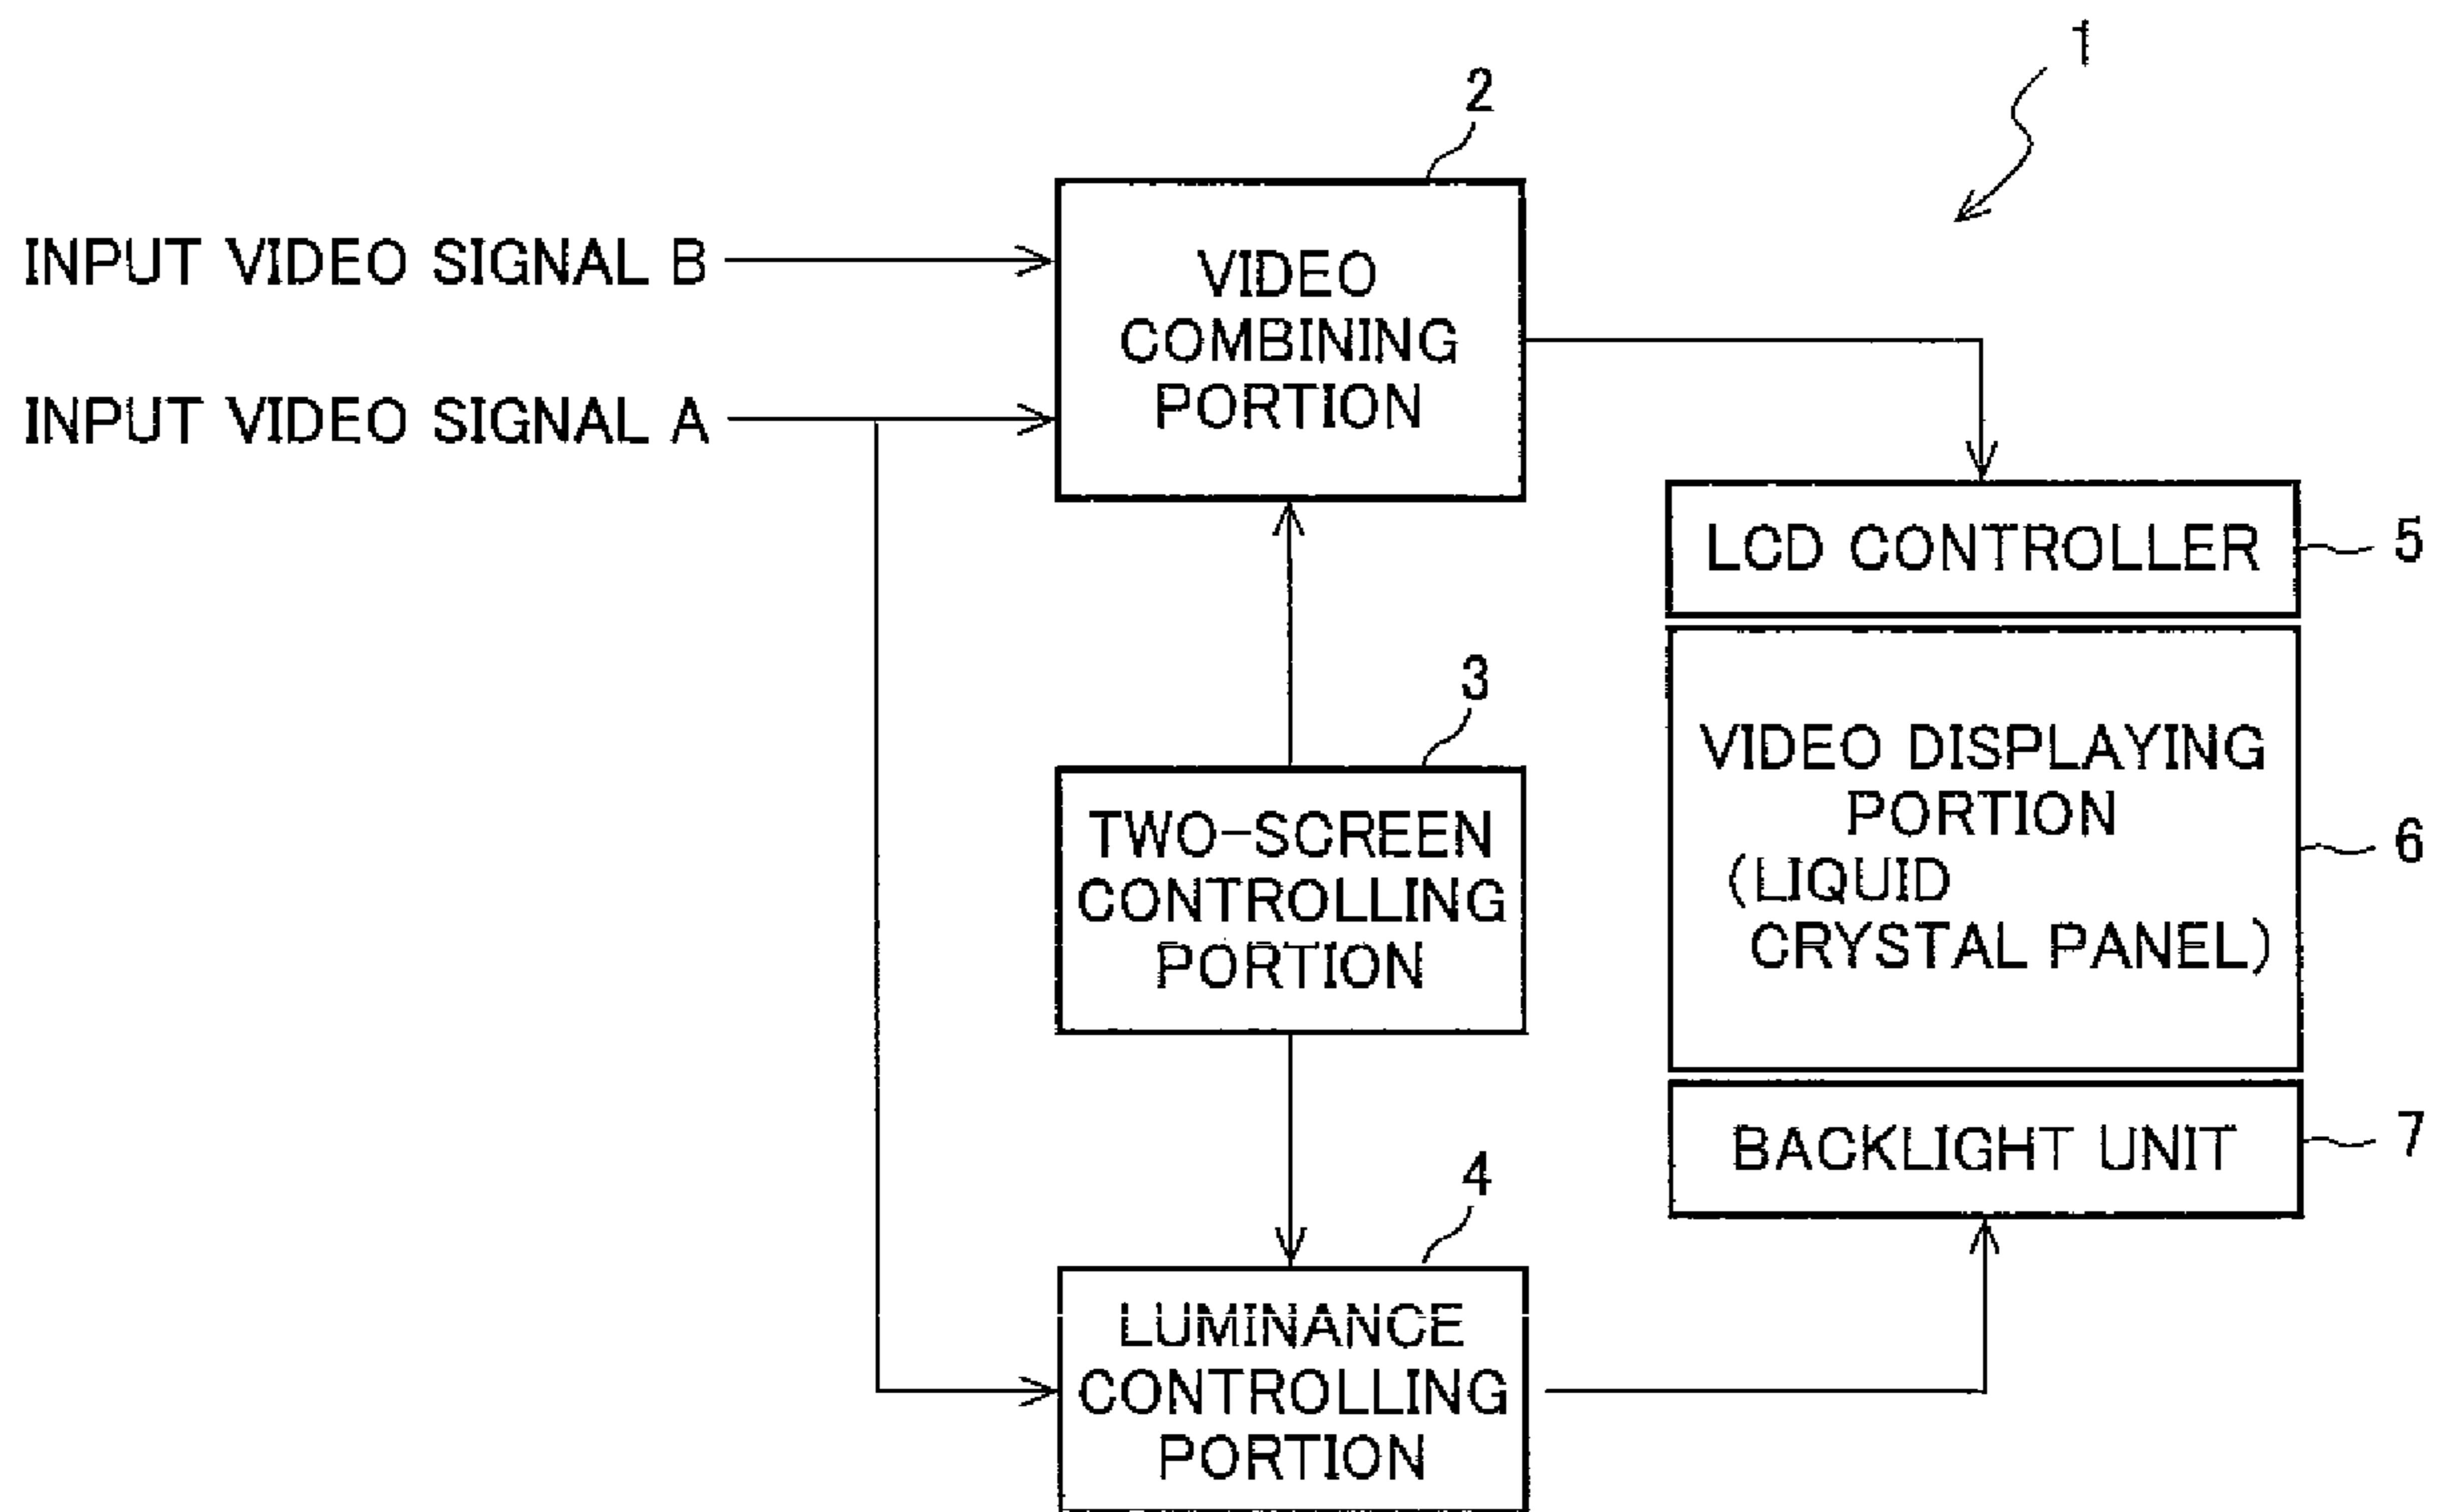 1
2
INPUT VIDEO SIGNAL B
INPUT VIDEO SIGNAL A
VIDEO
COMBINING
PORTION
LCD CONTROLLER
5
3
TWO-SCREEN
CONTROLLING
PORTION
VIDEO DISPLAYING
PORTION
(LIQUID
CRYSTAL PANEL)
6
BACKLIGHT UNIT
7
4
LUMINANCE
CONTROLLING
PORTION